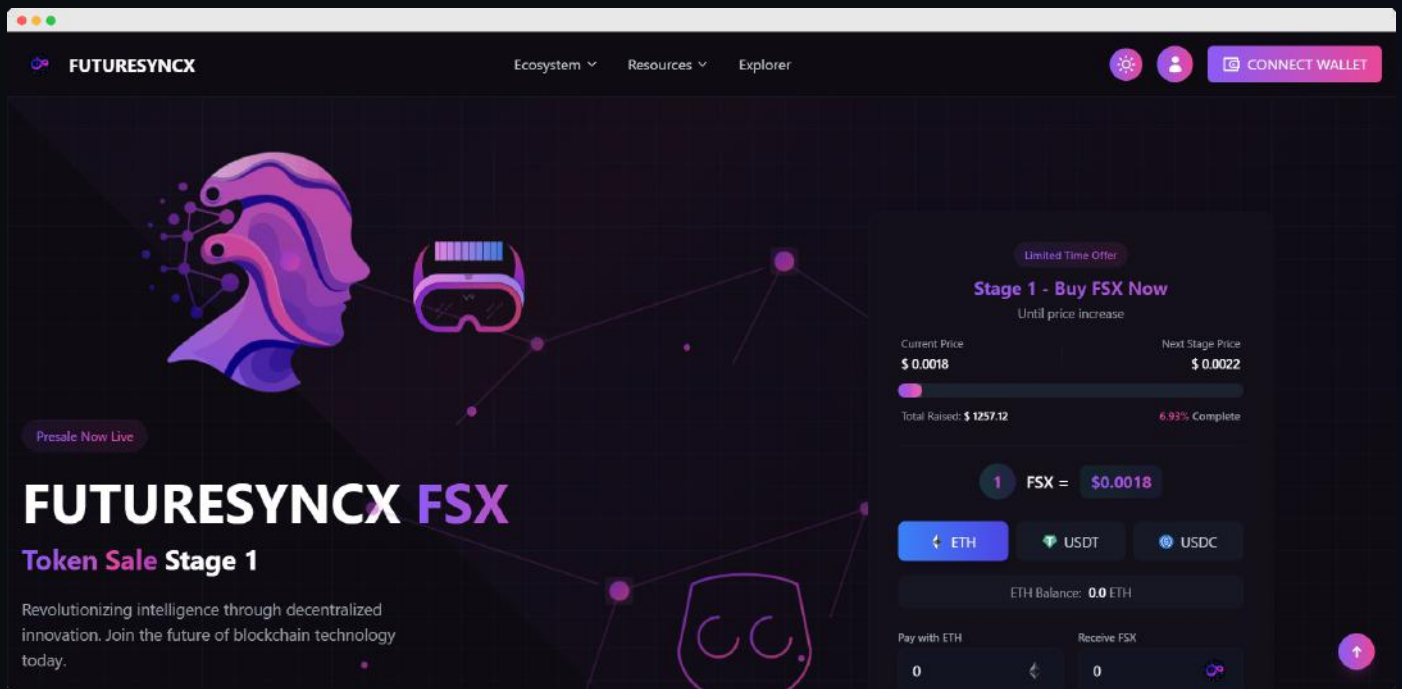 FUTURESYNCX
Ecosystem
Resources
Explorer
CONNECT WALLET
Presale Now Live
FUTURESYNCX FSX
Token Sale Stage 1
Revolutionizing intelligence through decentralized
innovation. Join the future of blockchain technology
today.
Limited Time Offer
Stage 1 - Buy FSX Now
Until price increase
Current Price
Next Stage Price
$ 0.0018
$ 0.0022
Total Raised: $ 1257.12
6.93% Complete
1 FSX = $0.0018
ETH
USDT
USDC
ETH Balance: 0.0 ETH
Pay with ETH
Receive FSX
0
0